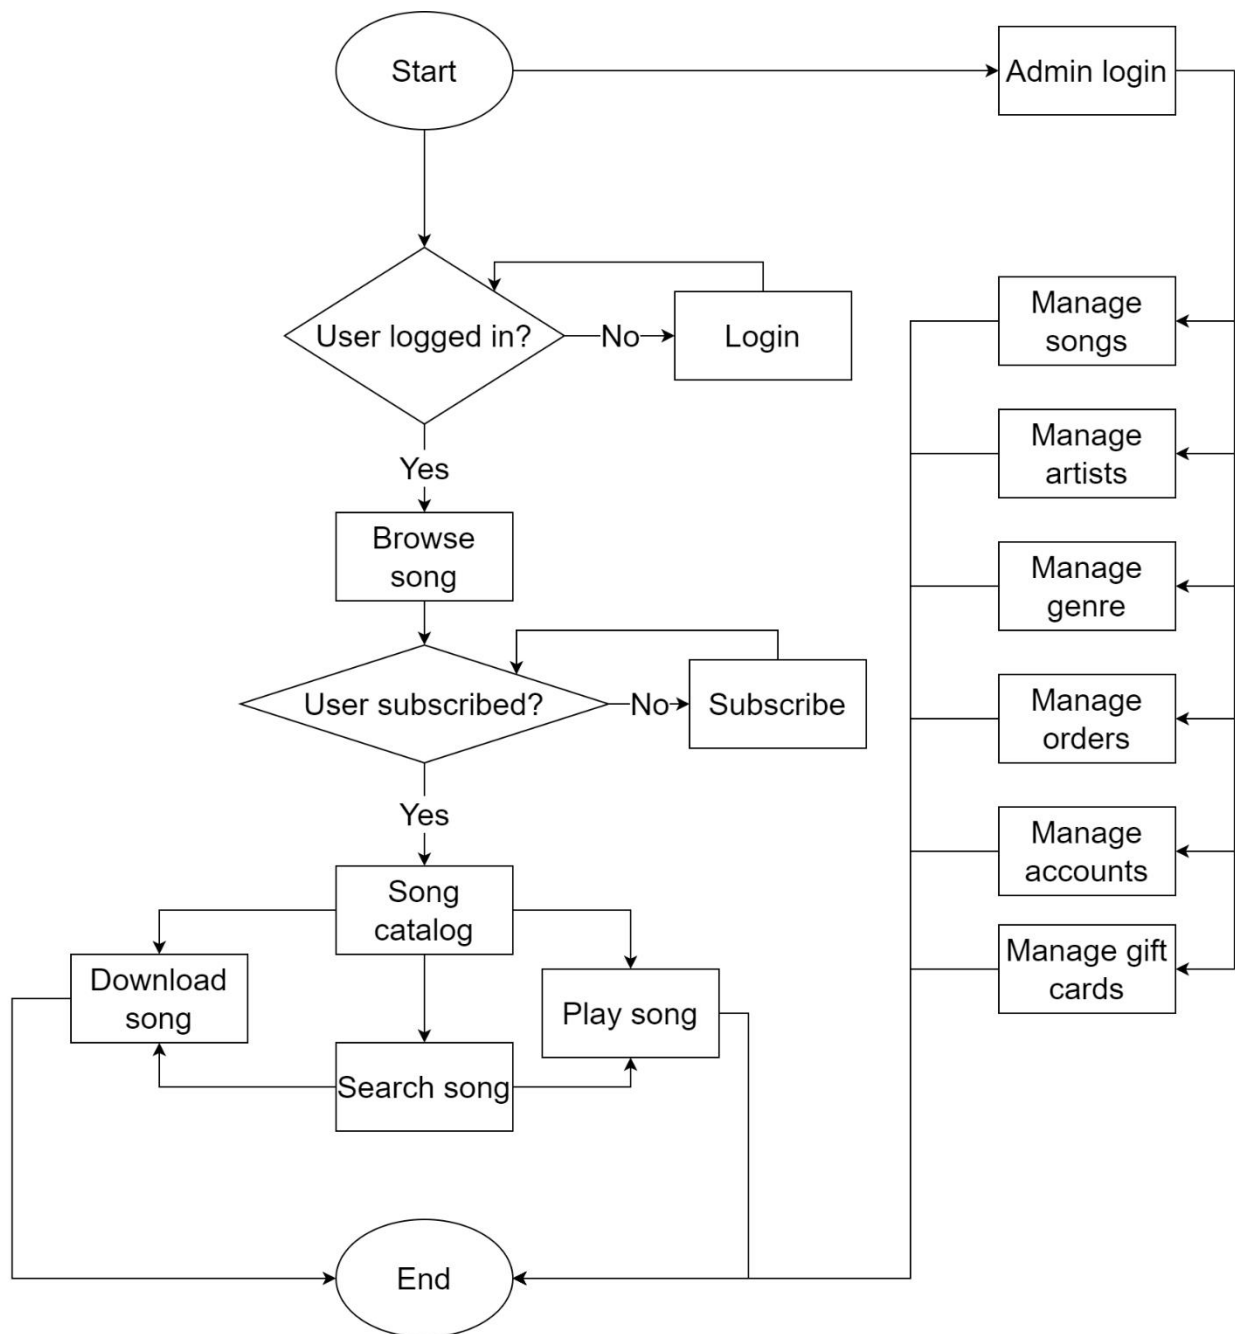 Start
Admin login
User logged in?
No
Login
Yes
Browse
song
User subscribed?
No
Subscribe
Yes
Song
catalog
Download
song
Play song
Search song
End
Manage
songs
Manage
artists
Manage
genre
Manage
orders
Manage
accounts
Manage gift
cards